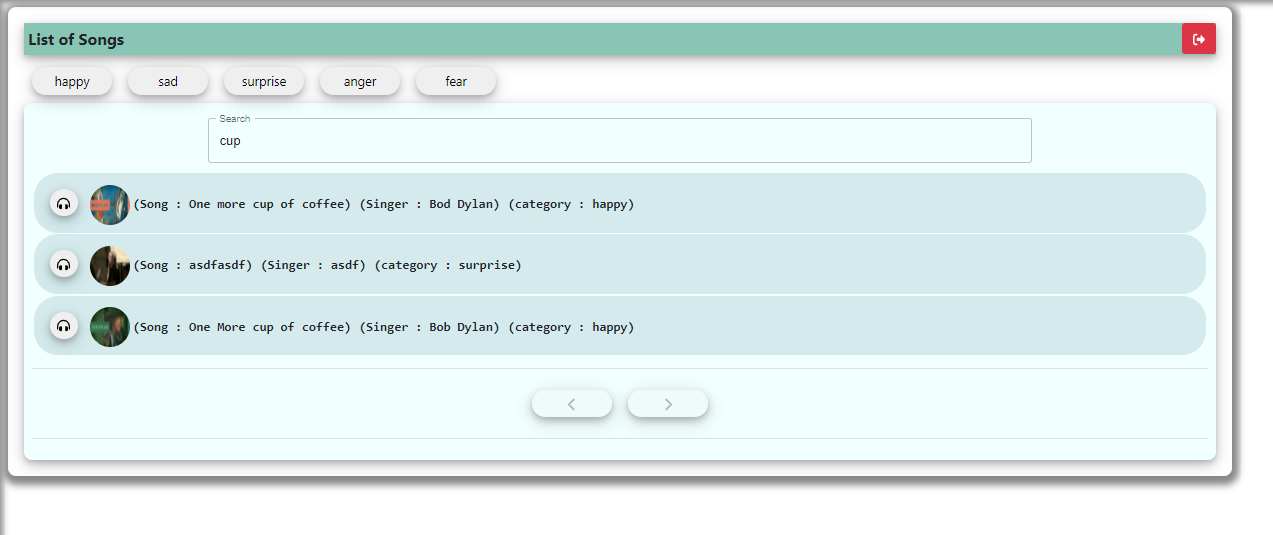 List of Songs
happy sad surprise anger fear
Search
cup
(Song : One more cup of coffee) (Singer : Bod Dylan) (category : happy)
(Song : asdfasdf) (Singer : asdf) (category : surprise)
(Song : One More cup of coffee) (Singer : Bob Dylan) (category : happy)